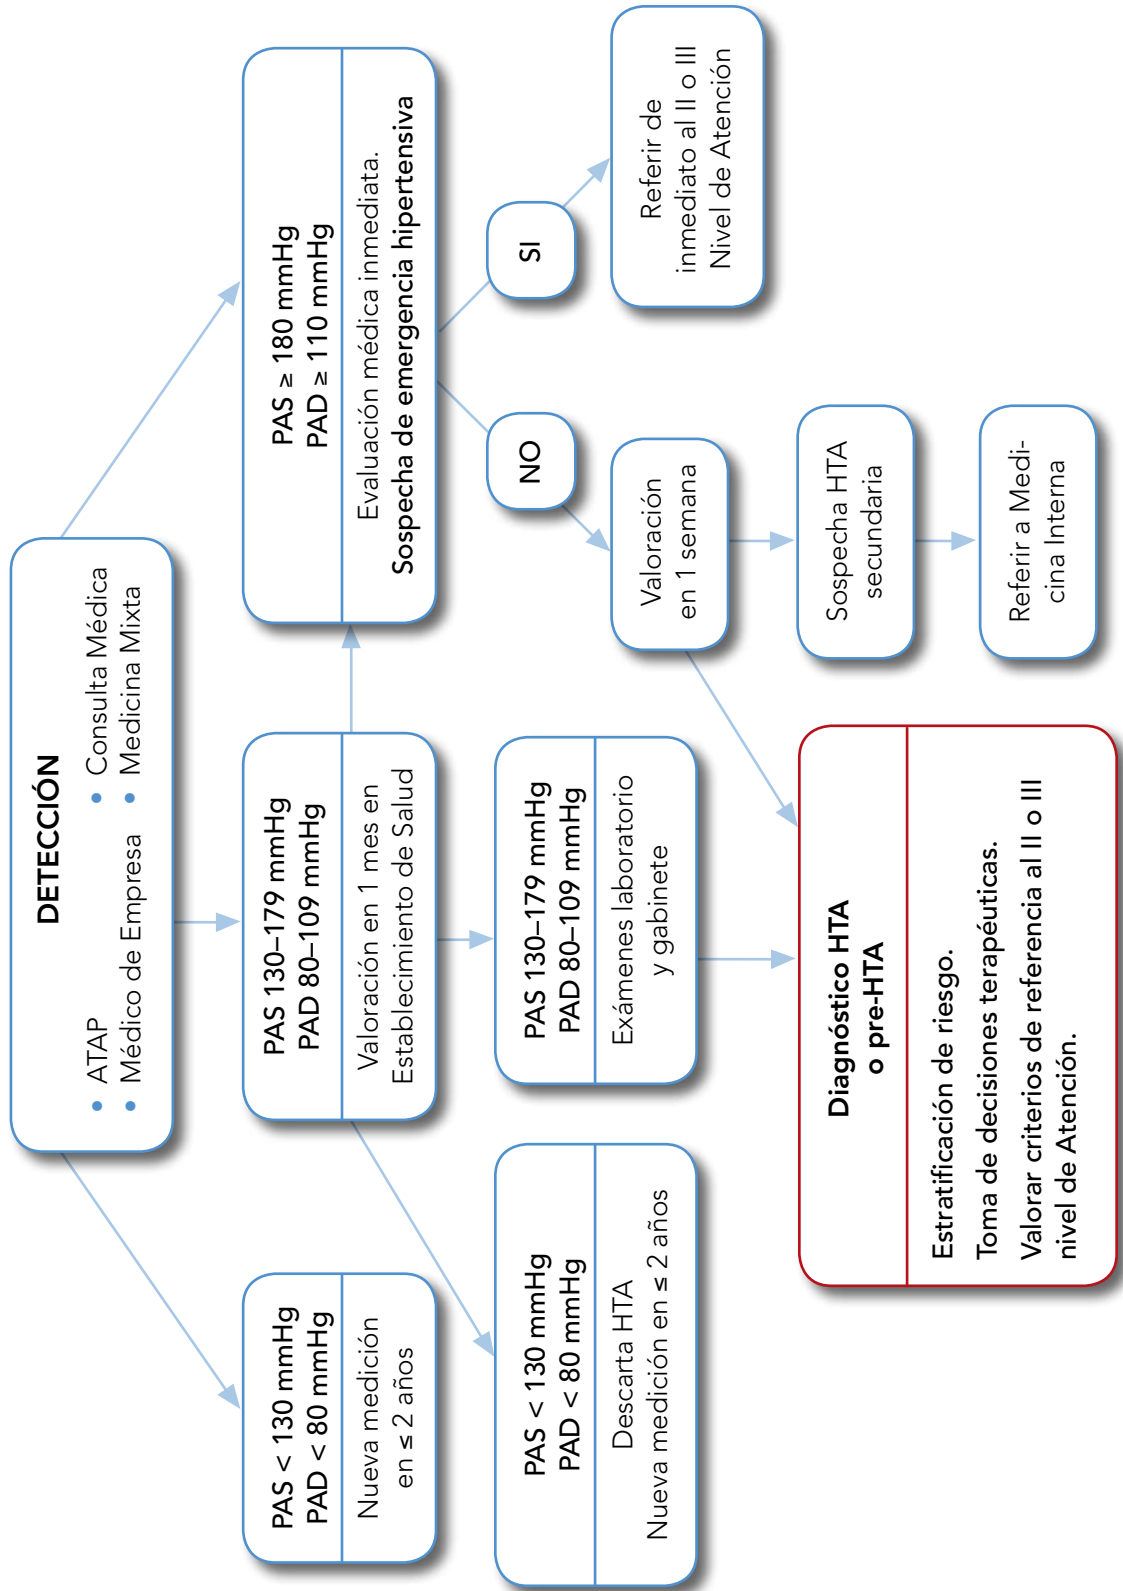 DETECCIÓN
• ATAP
• Médico de Empresa
• Consulta Médica
• Medicina Mixta
PAS < 130 mmHg
PAD < 80 mmHg
Nueva medición
en ≤ 2 años
PAS 130–179 mmHg
PAD 80–109 mmHg
Valoración en 1 mes en
Establecimiento de Salud
PAS ≥ 180 mmHg
PAD ≥ 110 mmHg
Evaluación médica inmediata.
Sospecha de emergencia hipertensiva
PAS < 130 mmHg
PAD < 80 mmHg
Descarta HTA
Nueva medición en ≤ 2 años
PAS 130–179 mmHg
PAD 80–109 mmHg
Exámenes laboratorio
y gabinete
NO
SI
Valoración
en 1 semana
Referir de
inmediato al II o III
Nivel de Atención
Sospecha HTA
secundaria
Referir a Medi-
cina Interna
Diagnóstico HTA
o pre-HTA
Estratificación de riesgo.
Toma de decisiones terapéuticas.
Valorar criterios de referencia al II o III
nivel de Atención.